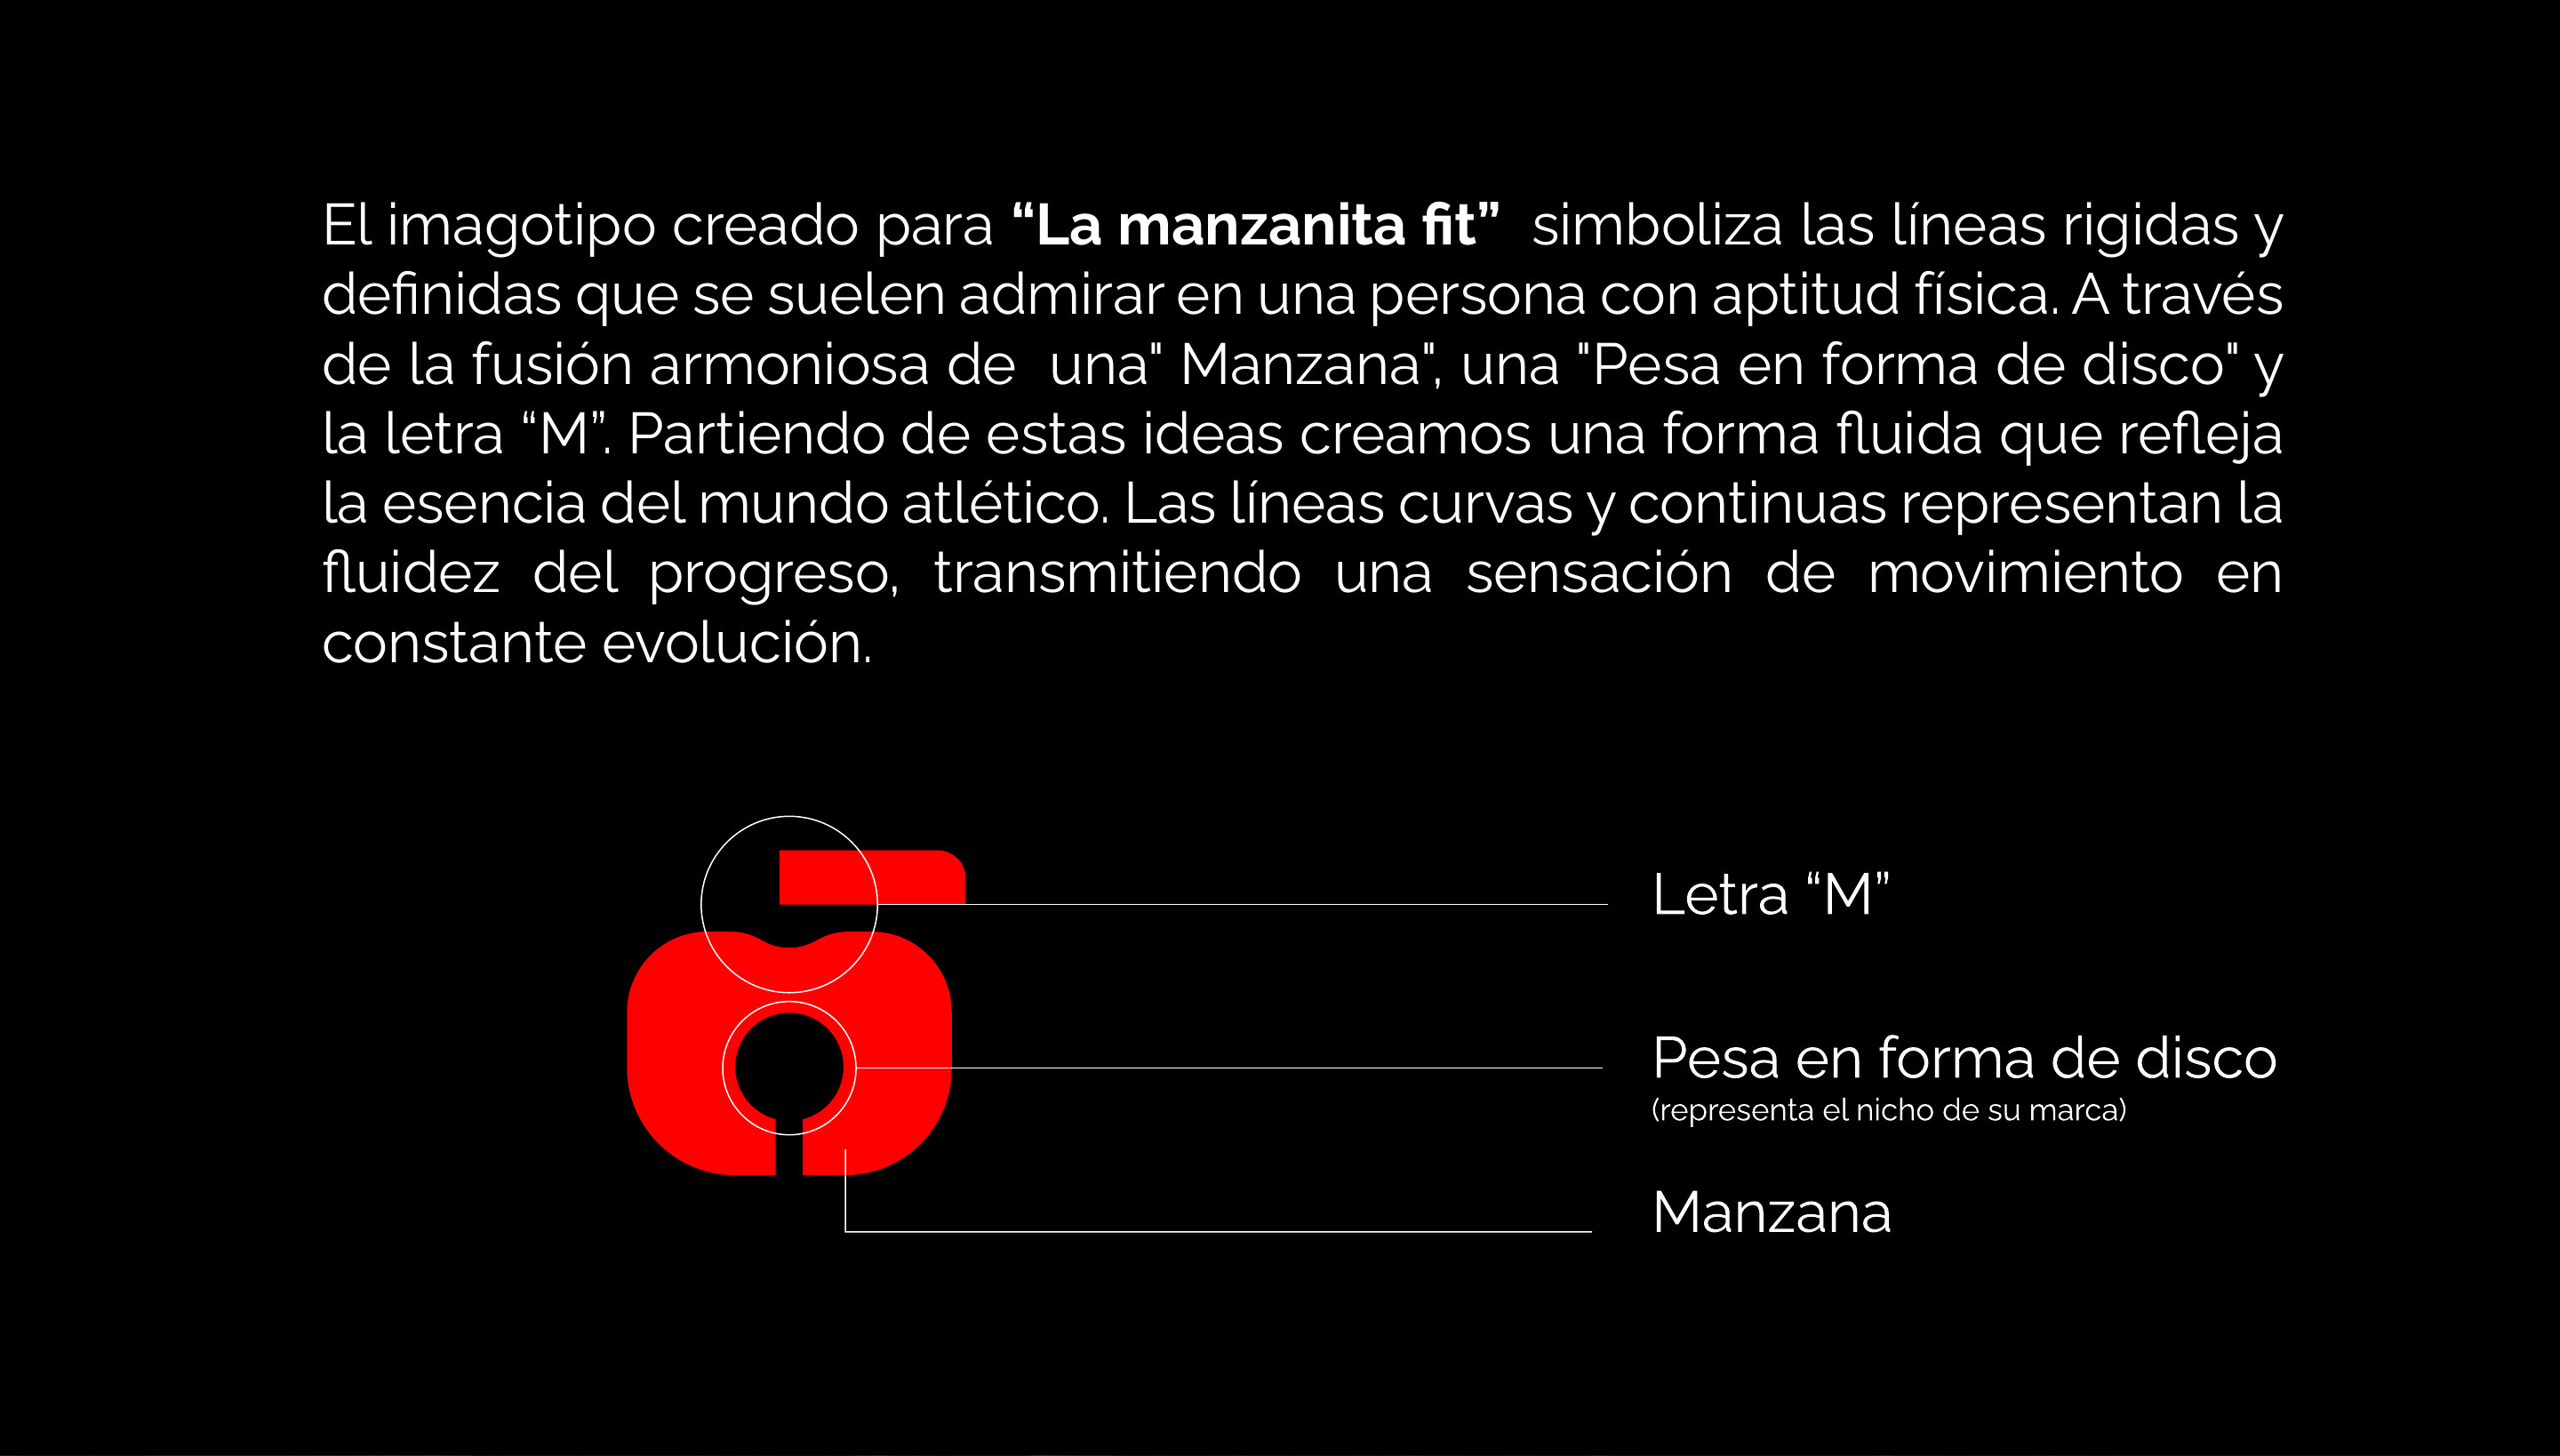 El imagotipo creado para “La manzanita fit”  simboliza las líneas rigidas y
definidas que se suelen admirar en una persona con aptitud física. A través
de la fusión armoniosa de  una" Manzana", una "Pesa en forma de disco" y
la letra “M”. Partiendo de estas ideas creamos una forma fluida que refleja
la esencia del mundo atlético. Las líneas curvas y continuas representan la
fluidez del progreso, transmitiendo una sensación de movimiento en
constante evolución.
Letra “M”
Pesa en forma de disco
(representa el nicho de su marca)
Manzana